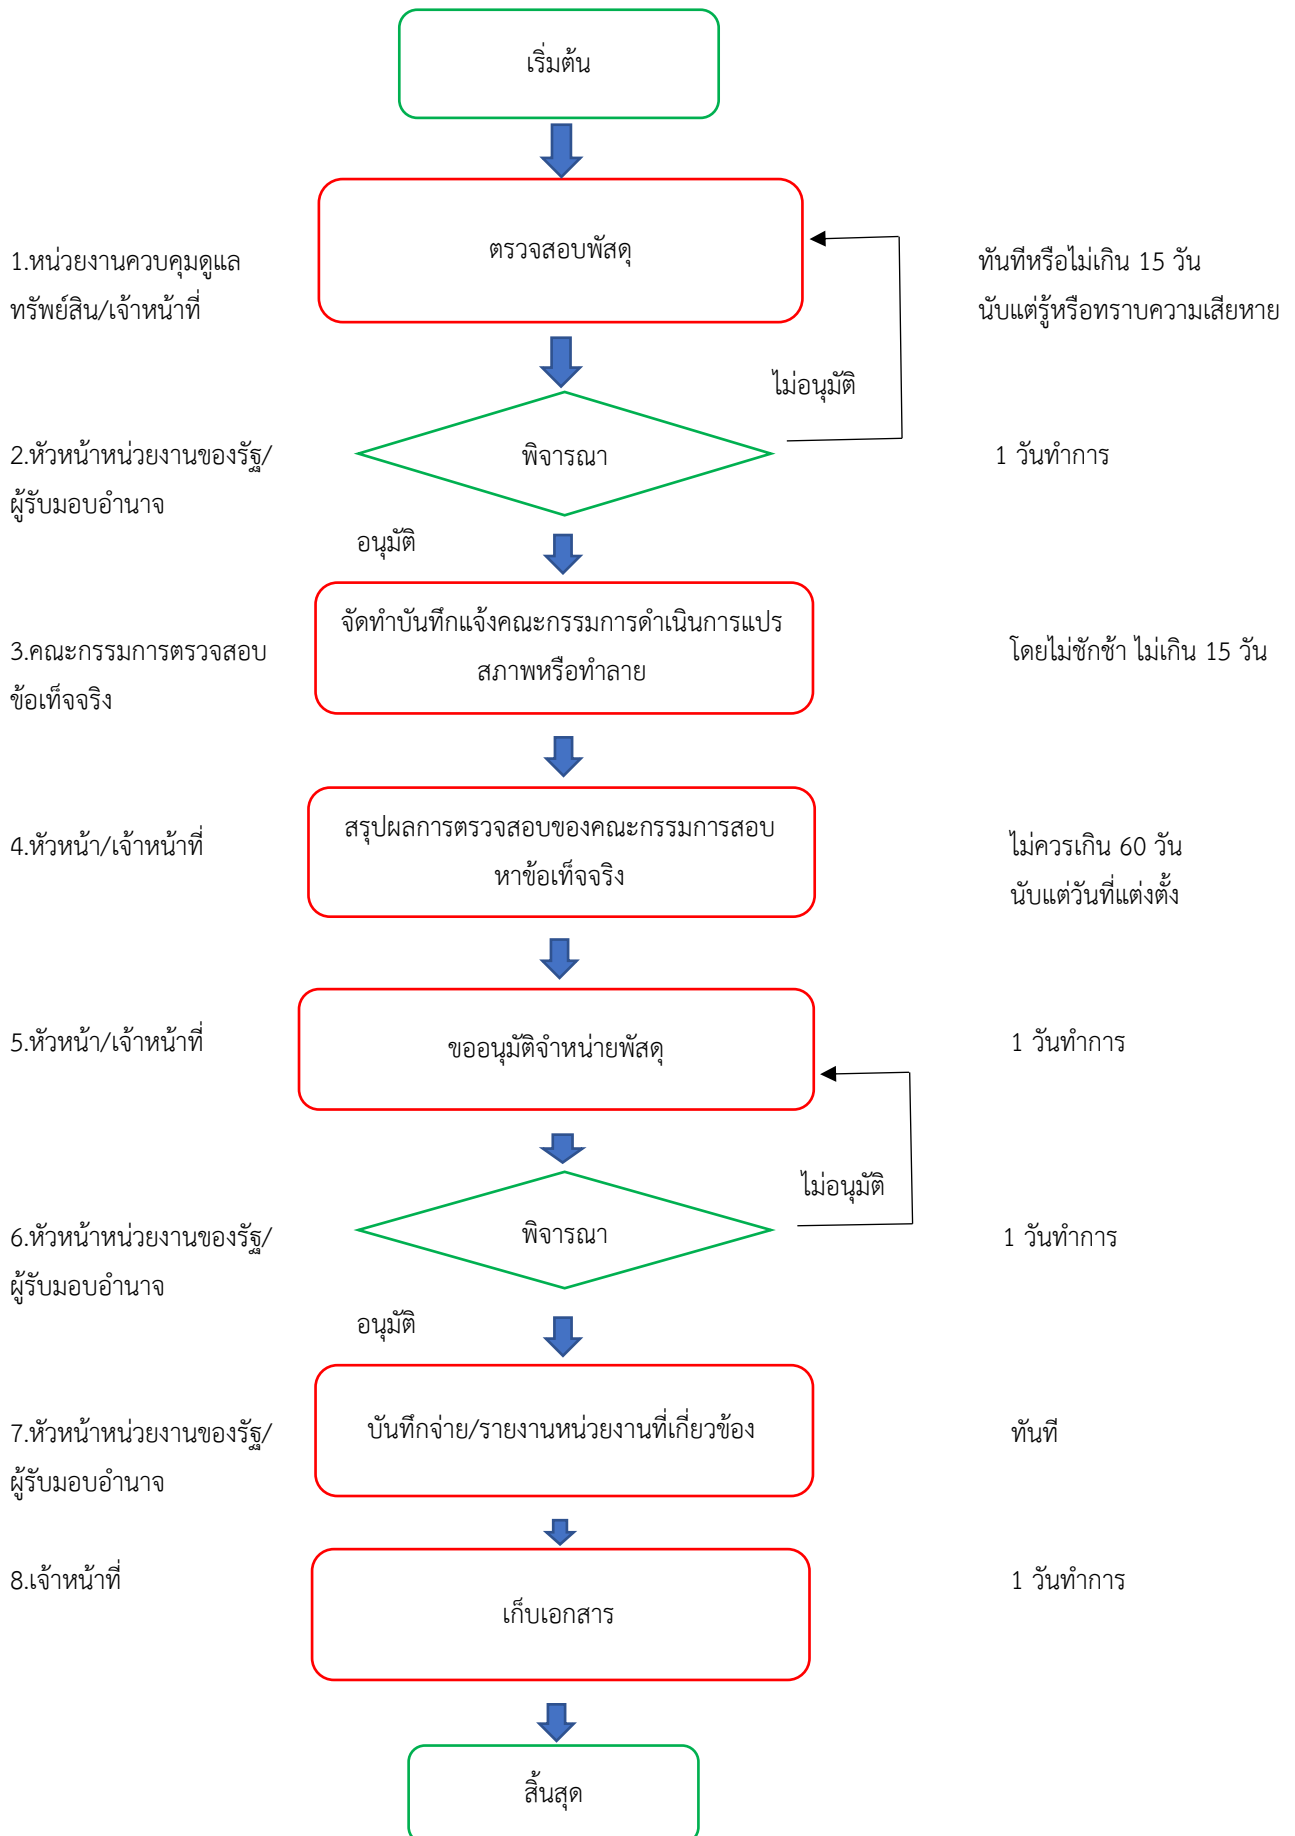 เริ่มต้น
ตรวจสอบพัสดุ
1.หน่วยงานควบคุมดูแล
ทรัพย์สิน/เจ้าหน้าที่
ทันทีหรือไม่เกิน 15 วัน
นับแต่รู้หรือทราบความเสียหาย
ไม่อนุมัติ
2.หัวหน้าหน่วยงานของรัฐ/
ผู้รับมอบอำนาจ
พิจารณา
1 วันทำการ
อนุมัติ
3.คณะกรรมการตรวจสอบ
ข้อเท็จจริง
จัดทำบันทึกแจ้งคณะกรรมการดำเนินการแปร
สภาพหรือทำลาย
โดยไม่ชักช้า ไม่เกิน 15 วัน
4.หัวหน้า/เจ้าหน้าที่
สรุปผลการตรวจสอบของคณะกรรมการสอบ
หาข้อเท็จจริง
ไม่ควรเกิน 60 วัน
นับแต่วันที่แต่งตั้ง
5.หัวหน้า/เจ้าหน้าที่
ขออนุมัติจำหน่ายพัสดุ
1 วันทำการ
ไม่อนุมัติ
6.หัวหน้าหน่วยงานของรัฐ/
ผู้รับมอบอำนาจ
พิจารณา
1 วันทำการ
อนุมัติ
7.หัวหน้าหน่วยงานของรัฐ/
ผู้รับมอบอำนาจ
บันทึกจ่าย/รายงานหน่วยงานที่เกี่ยวข้อง
ทันที
8.เจ้าหน้าที่
เก็บเอกสาร
1 วันทำการ
สิ้นสุด